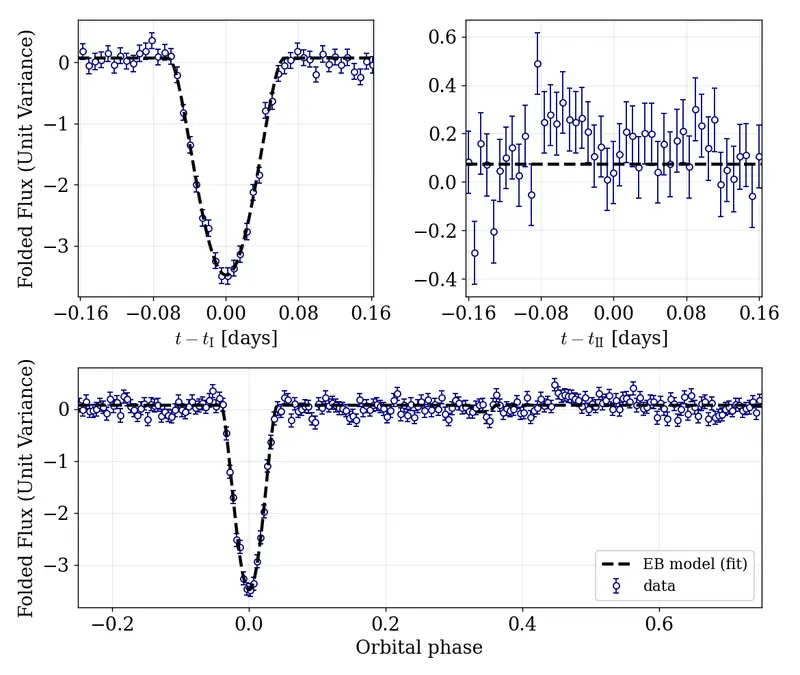 Folded Flux (Unit Variance)
0
−1
−2
−3
−0.16 −0.08 0.00 0.08 0.16
t − tI [days]
0.6
0.4
0.2
0.0
−0.2
−0.4
−0.16 −0.08 0.00 0.08 0.16
t − tII [days]
Folded Flux (Unit Variance)
0
−1
−2
−3
−0.2 0.0 0.2 0.4 0.6
Orbital phase
EB model (fit)
data